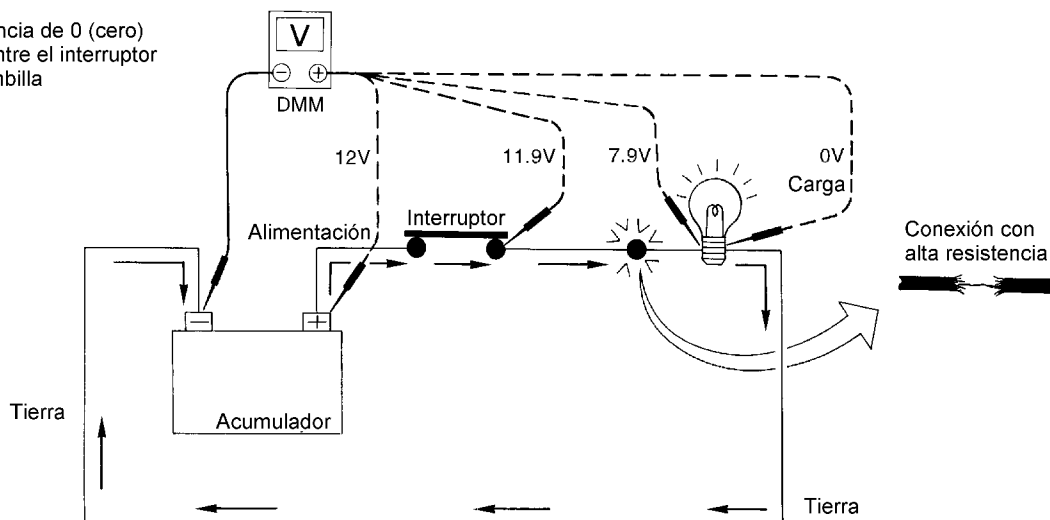 ncia de 0 (cero)
ntre el interruptor
nbilla
V
− +
DMM
12V
11.9V
7.9V
0V
Carga
Alimentación
Interruptor
Conexión con
alta resistencia
− +
Acumulador
Tierra
Tierra